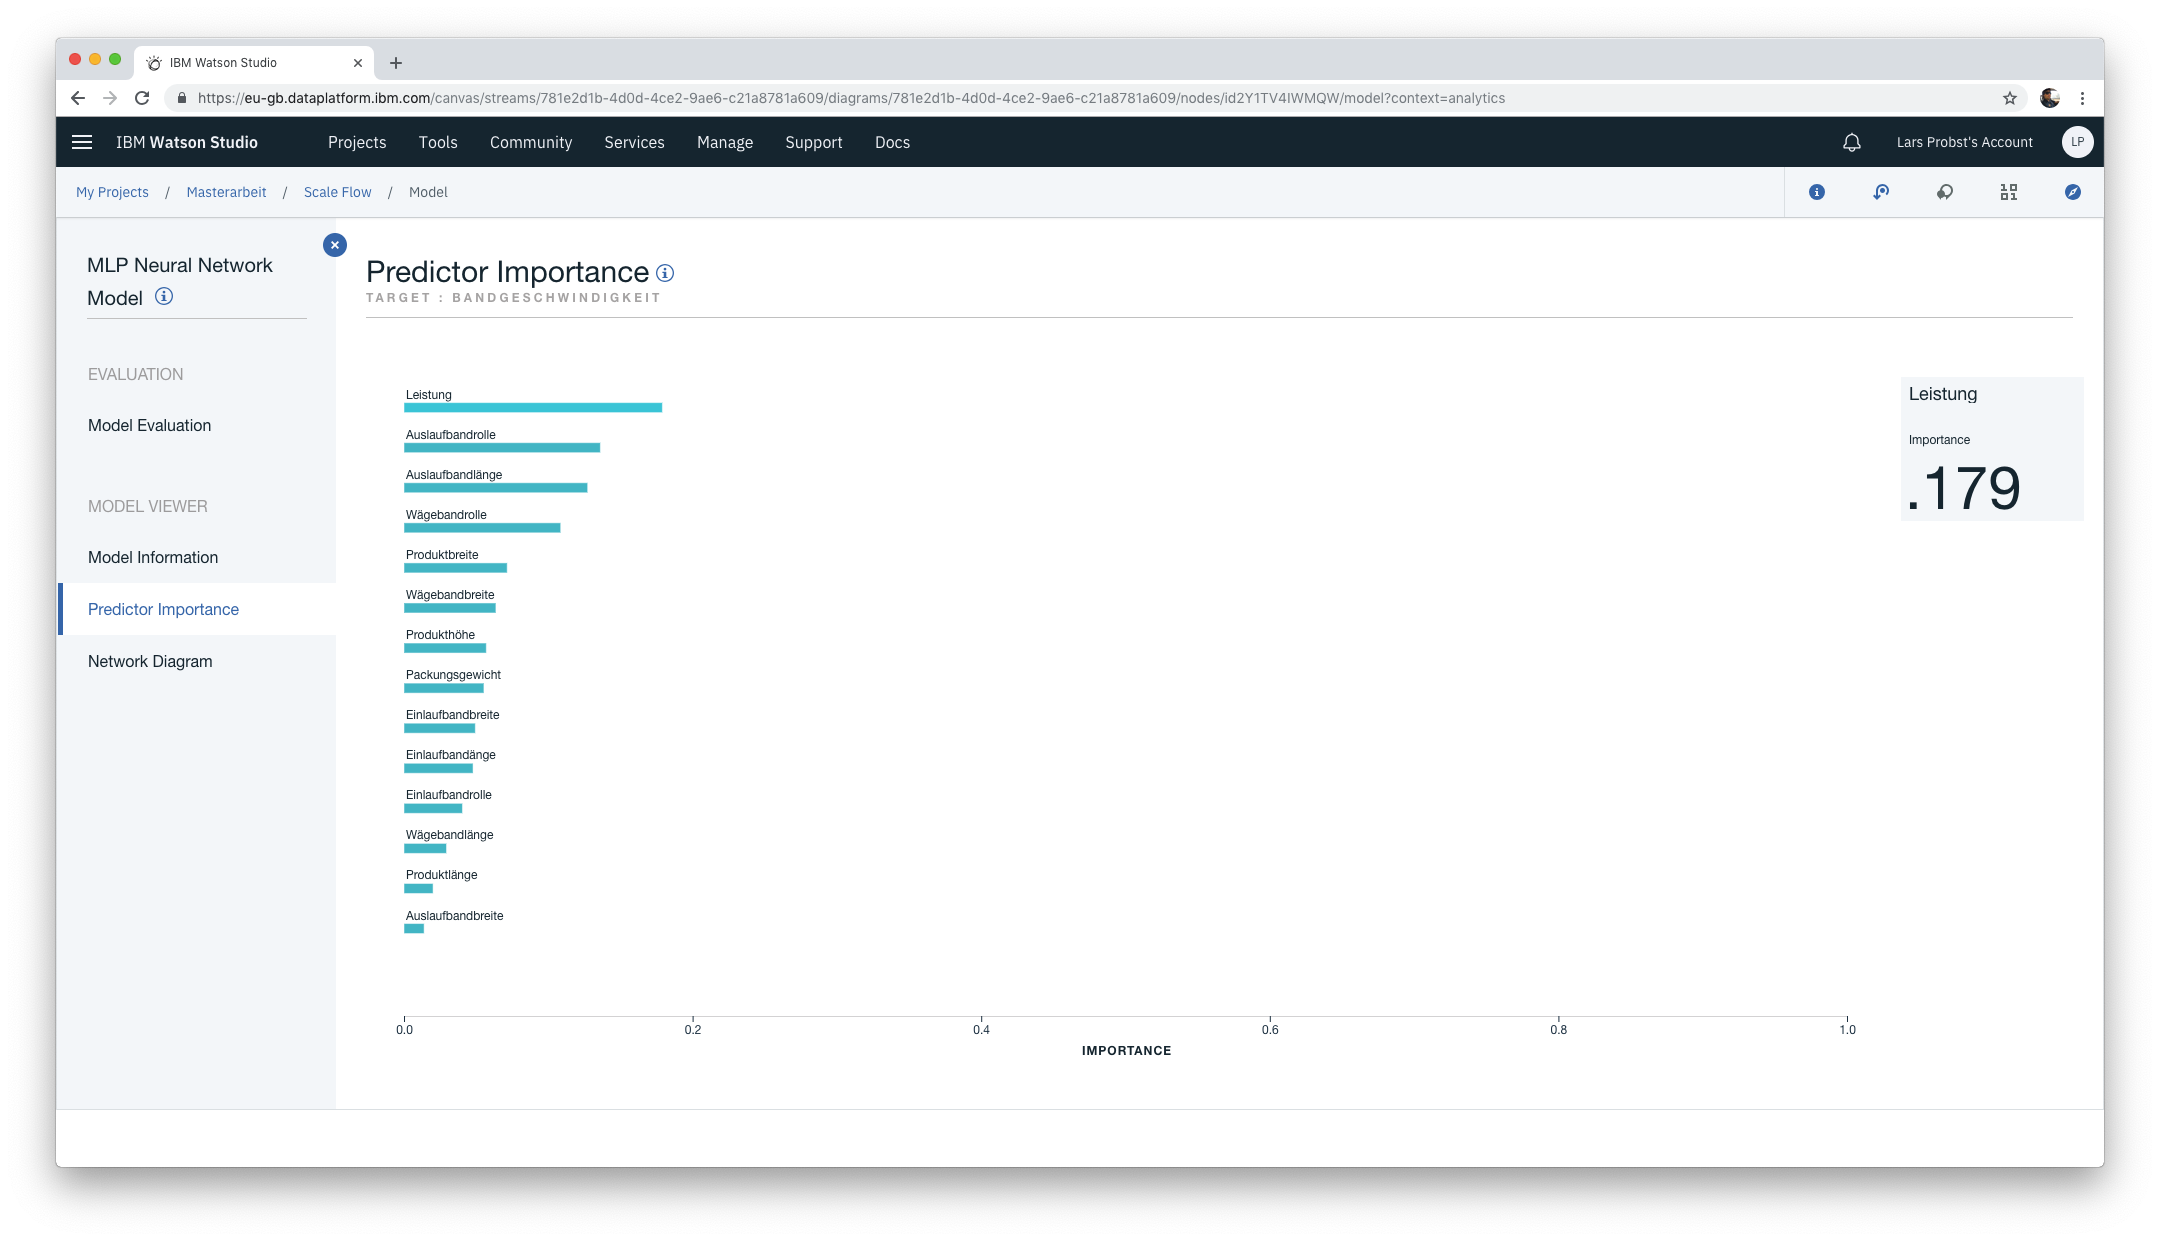 IBM Watson Studio
https://eu-gb.dataplatform.ibm.com/canvas/streams/781e2d1b-4d0d-4ce2-9ae6-c21a8781a609/diagrams/781e2d1b-4d0d-4ce2-9ae6-c21a8781a609/nodes/id2Y1TV4IWMQW/model?context=analytics
IBM Watson Studio Projects Tools Community Services Manage Support Docs Lars Probst's Account LP
My Projects / Masterarbeit / Scale Flow / Model
MLP Neural Network
Model
EVALUATION
Model Evaluation
MODEL VIEWER
Model Information
Predictor Importance
Network Diagram
Predictor Importance
TARGET : BANDGESCHWINDIGKEIT
Leistung
Auslaufbandrolle
Auslaufbandlänge
Wägebandrolle
Produktbreite
Wägebandbreite
Produkthöhe
Packungsgewicht
Einlaufbandbreite
Einlaufbandänge
Einlaufbandrolle
Wägebandlänge
Produktlänge
Auslaufbandbreite
0.0 0.2 0.4 0.6 0.8 1.0
IMPORTANCE
Leistung
Importance
.179